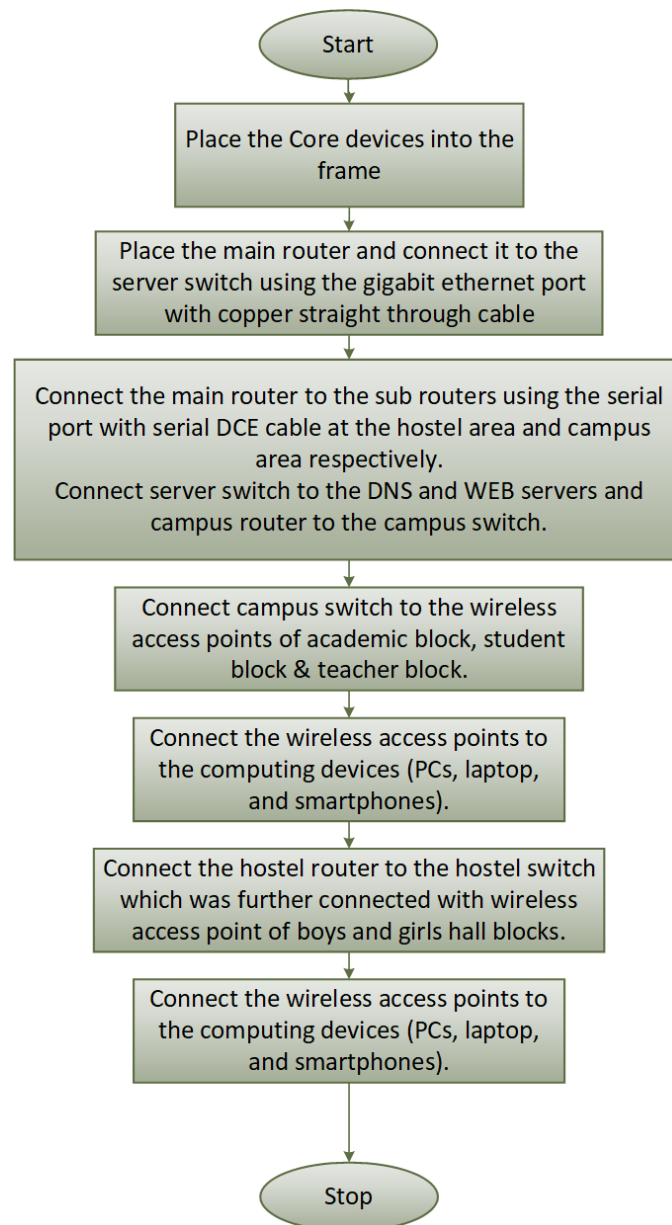 Start
Place the Core devices into the
frame
Place the main router and connect it to the
server switch using the gigabit ethernet port
with copper straight through cable
Connect the main router to the sub routers using the serial
port with serial DCE cable at the hostel area and campus
area respectively.
Connect server switch to the DNS and WEB servers and
campus router to the campus switch.
Connect campus switch to the wireless
access points of academic block, student
block & teacher block.
Connect the wireless access points to
the computing devices (PCs, laptop,
and smartphones).
Connect the hostel router to the hostel switch
which was further connected with wireless
access point of boys and girls hall blocks.
Connect the wireless access points to
the computing devices (PCs, laptop,
and smartphones).
Stop